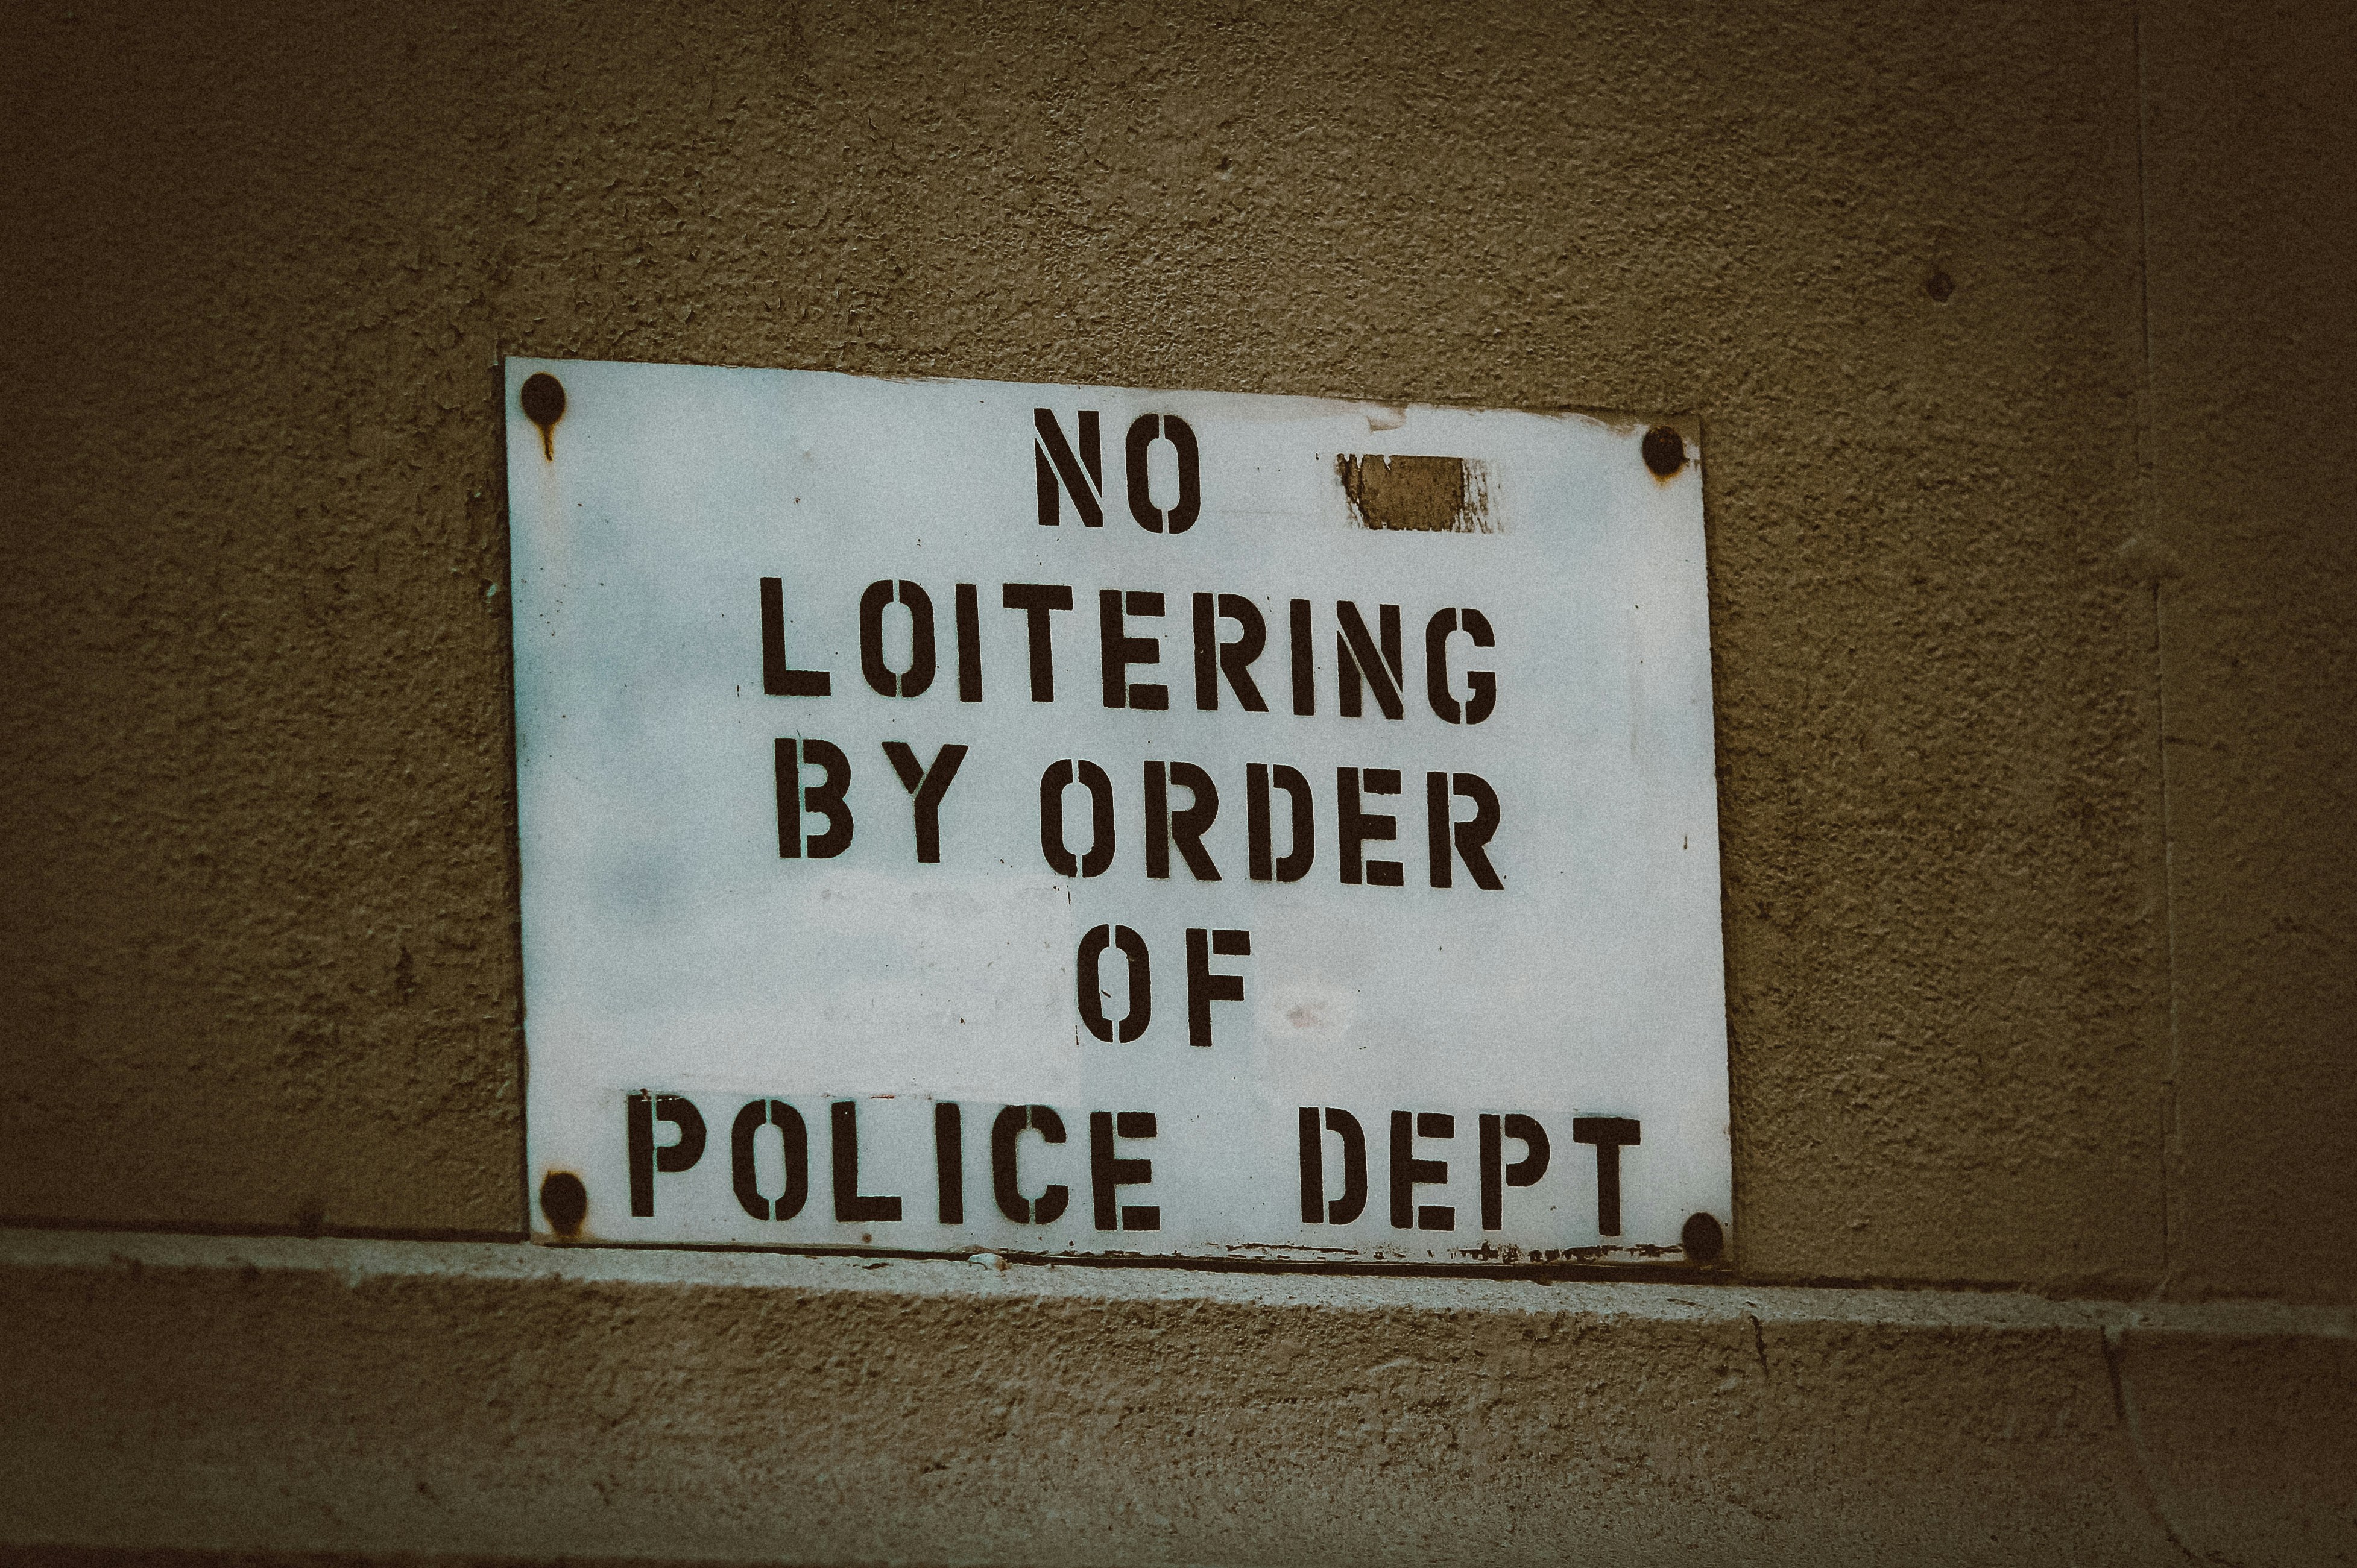 NO
LOITERING
BY ORDER
OF
POLICE DEPT